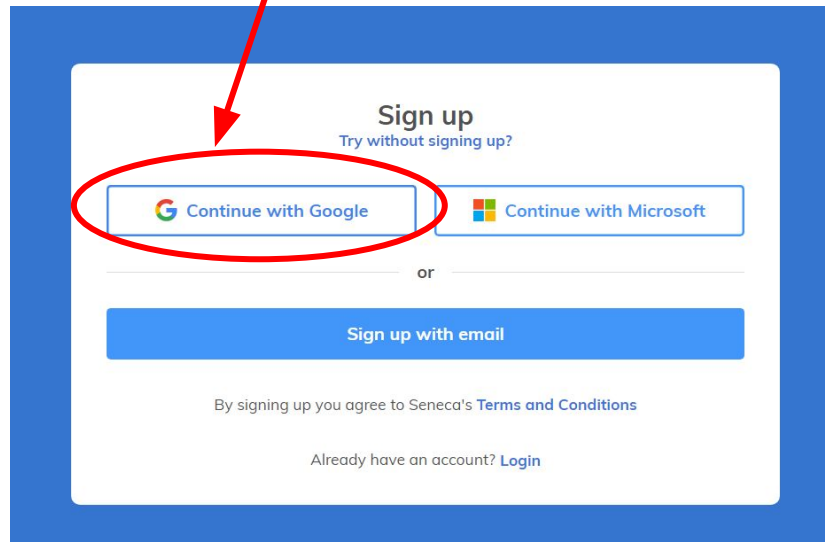 Sign up
Try without signing up?
Continue with Google
Continue with Microsoft
or
Sign up with email
By signing up you agree to Seneca's Terms and Conditions
Already have an account? Login